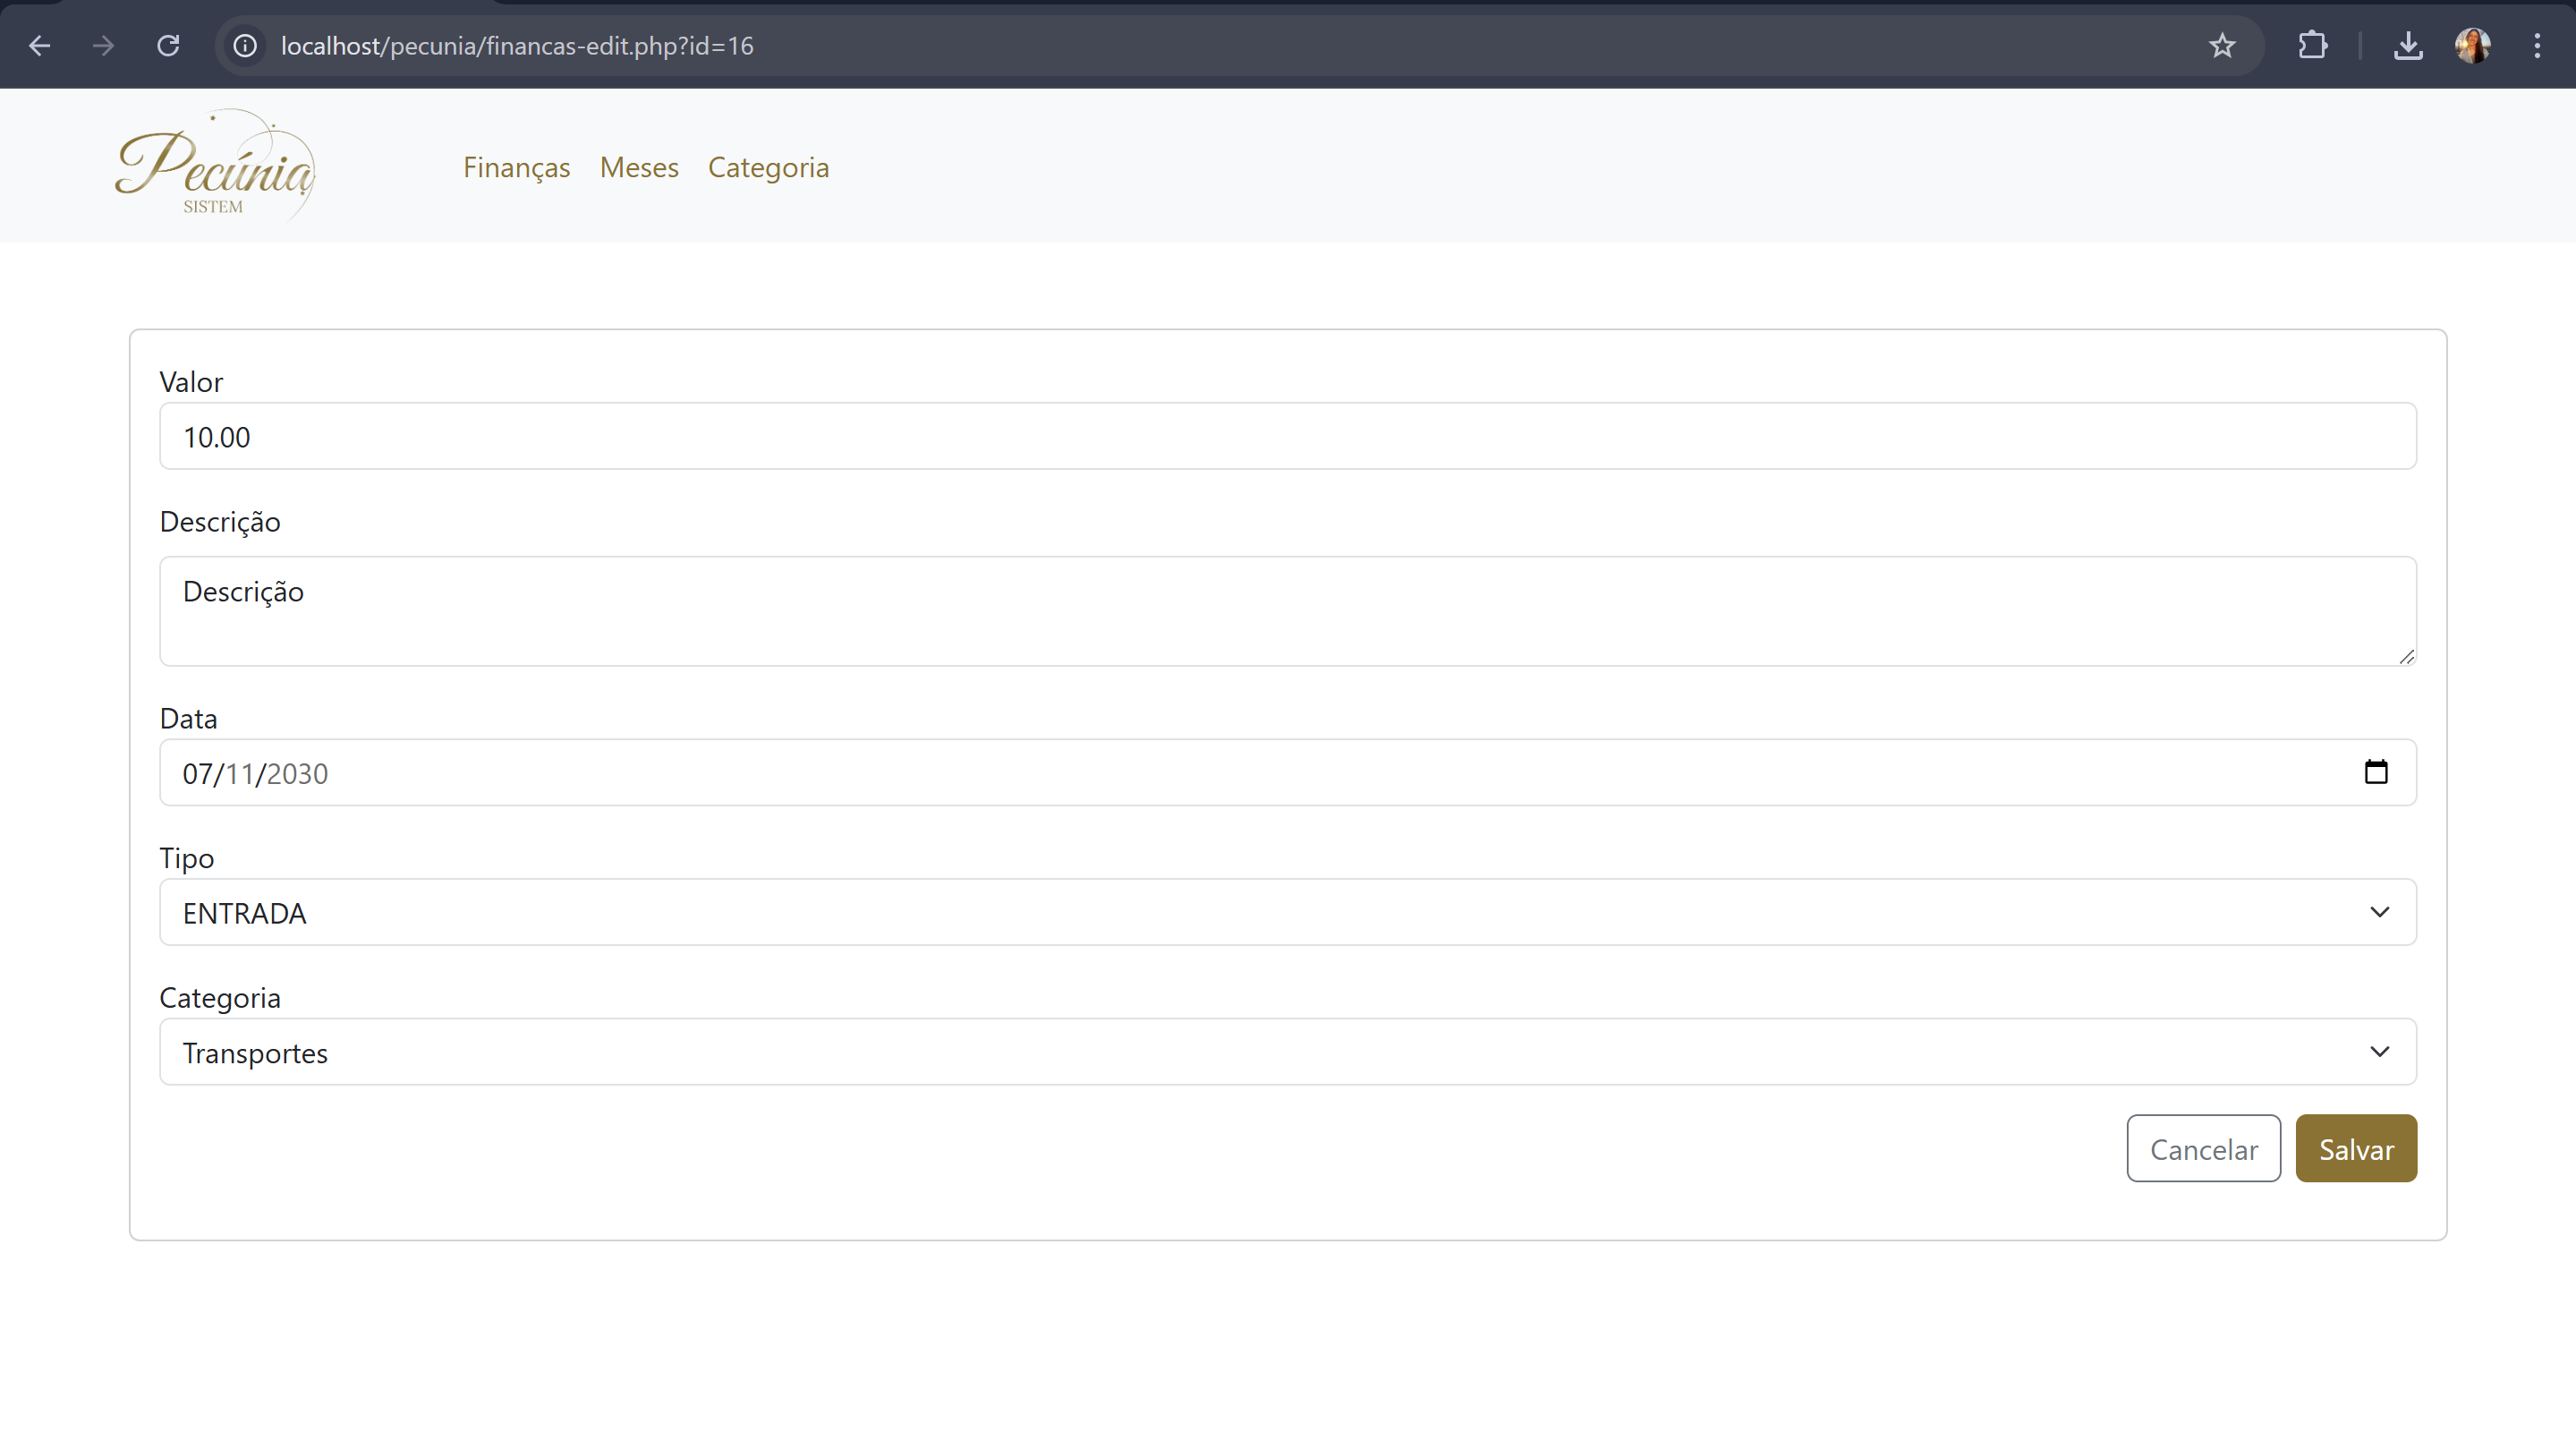 localhost/pecunia/financas-edit.php?id=16
Pecúnia
SISTEM
Finanças Meses Categoria
Valor
10.00
Descrição
Descrição
Data
07/11/2030
Tipo
ENTRADA
Categoria
Transportes
Cancelar Salvar